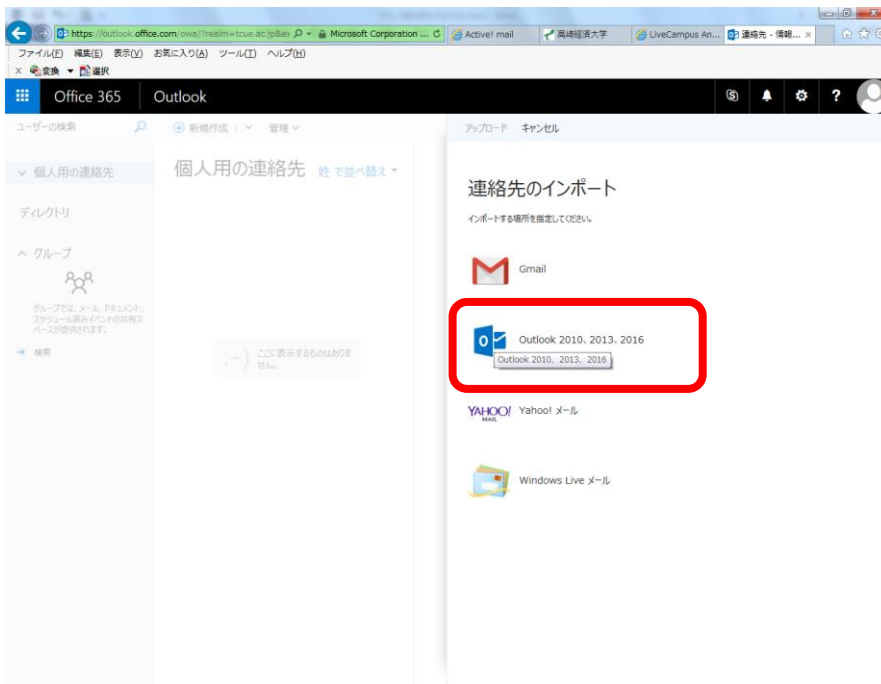 https://outlook.office.com/owa/?realm=tcue.ac.jp&ex
Microsoft Corporation ...
Active! mail
高崎経済大学
LiveCampus An...
連絡先 - 情報... ×
ファイル(F) 編集(E) 表示(V) お気に入り(A) ツール(T) ヘルプ(H)
× 変換 ▼ 選択
Office 365 Outlook
?
ユーザーの検索
新規作成 | 管理
アップロード キャンセル
個人用の連絡先
個人用の連絡先 姓 で並べ替え
連絡先のインポート
インポートする場所を指定してください。
ディレクトリ
グループ
グループでは、メール、ドキュメント、
スケジュール済みイベントの共有ス
ペースが提供されます。
検索
:-) ここに表示するものはありま
せん。
Gmail
Outlook 2010、2013、2016
Outlook 2010、2013、2016
YAHOO!
MAIL
Yahoo! メール
Windows Live メール